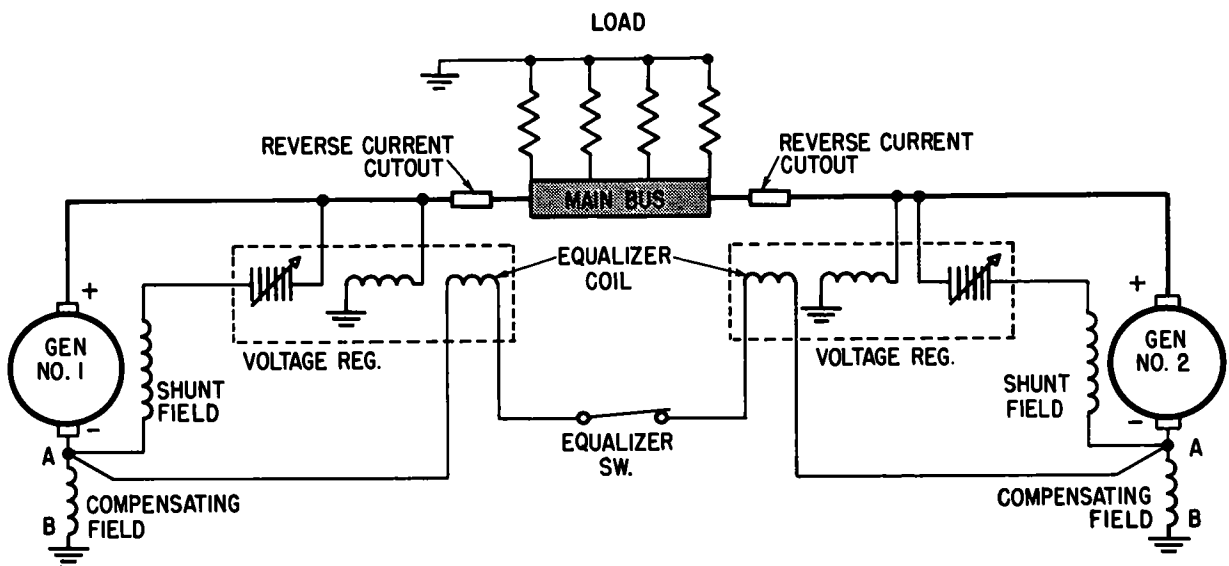 LOAD
REVERSE CURRENT
CUTOUT
REVERSE CURRENT
CUTOUT
MAIN BUS
EQUALIZER
COIL
+
+
GEN
NO. 1
VOLTAGE REG.
VOLTAGE REG.
GEN
NO. 2
SHUNT
FIELD
SHUNT
FIELD
-
-
EQUALIZER
SW.
A
A
COMPENSATING
FIELD
COMPENSATING
FIELD
B
B